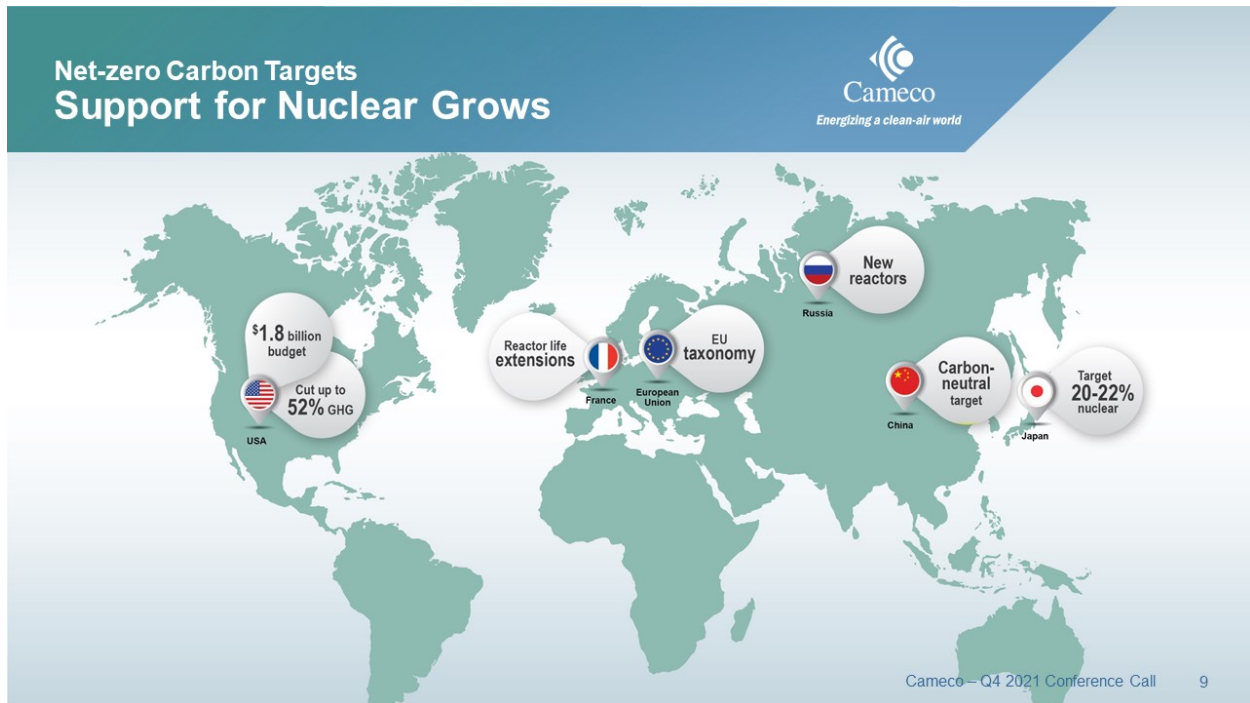 Net-zero Carbon Targets
Support for Nuclear Grows
Cameco
Energizing a clean-air world
$1.8 billion
budget
Cut up to
52% GHG
USA
Reactor life
extensions
France
EU
taxonomy
European
Union
New
reactors
Russia
Carbon-
neutral
target
China
Target
20-22%
nuclear
Japan
Cameco – Q4 2021 Conference Call
9